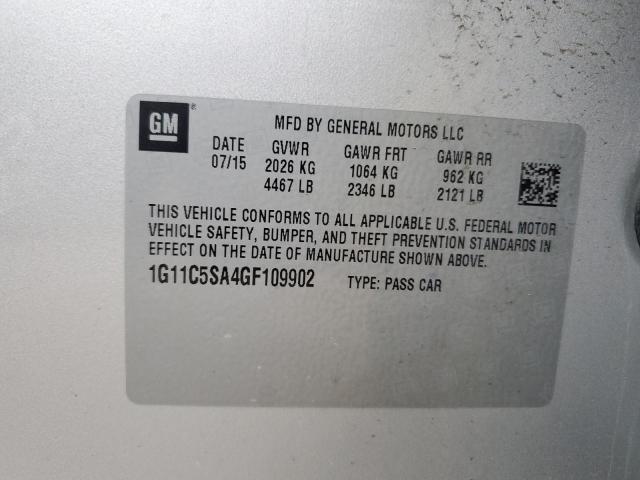 GM®
MFD BY GENERAL MOTORS LLC
DATE GVWR GAWR FRT GAWR RR
07/15 2026 KG 1064 KG 962 KG
4467 LB 2346 LB 2121 LB
THIS VEHICLE CONFORMS TO ALL APPLICABLE U.S. FEDERAL MOTOR
VEHICLE SAFETY, BUMPER, AND THEFT PREVENTION STANDARDS IN
EFFECT ON THE DATE OF MANUFACTURE SHOWN ABOVE.
1G11C5SA4GF109902 TYPE: PASS CAR